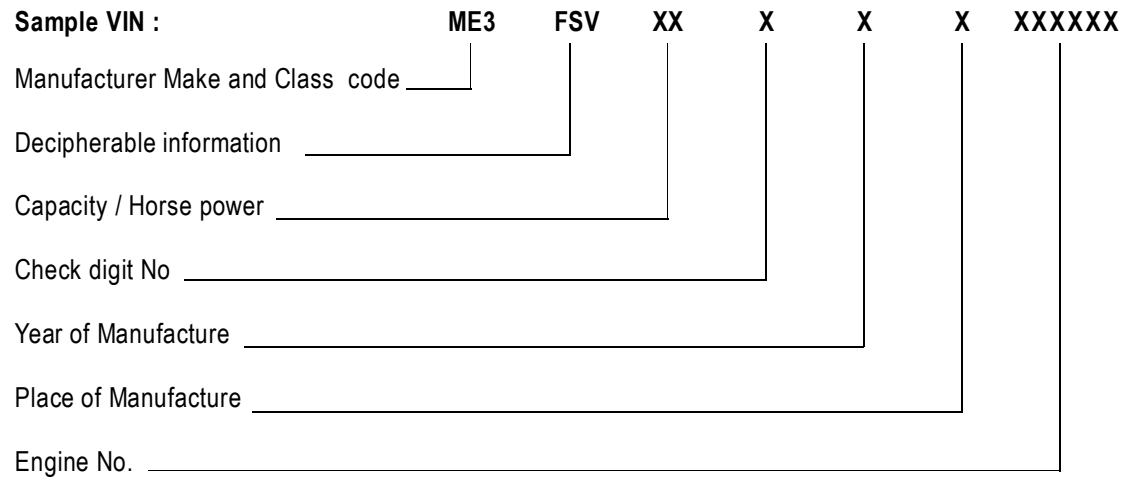 Sample VIN : ME3 FSV XX X X X XXXXXX
Manufacturer Make and Class code
Decipherable information
Capacity / Horse power
Check digit No
Year of Manufacture
Place of Manufacture
Engine No.